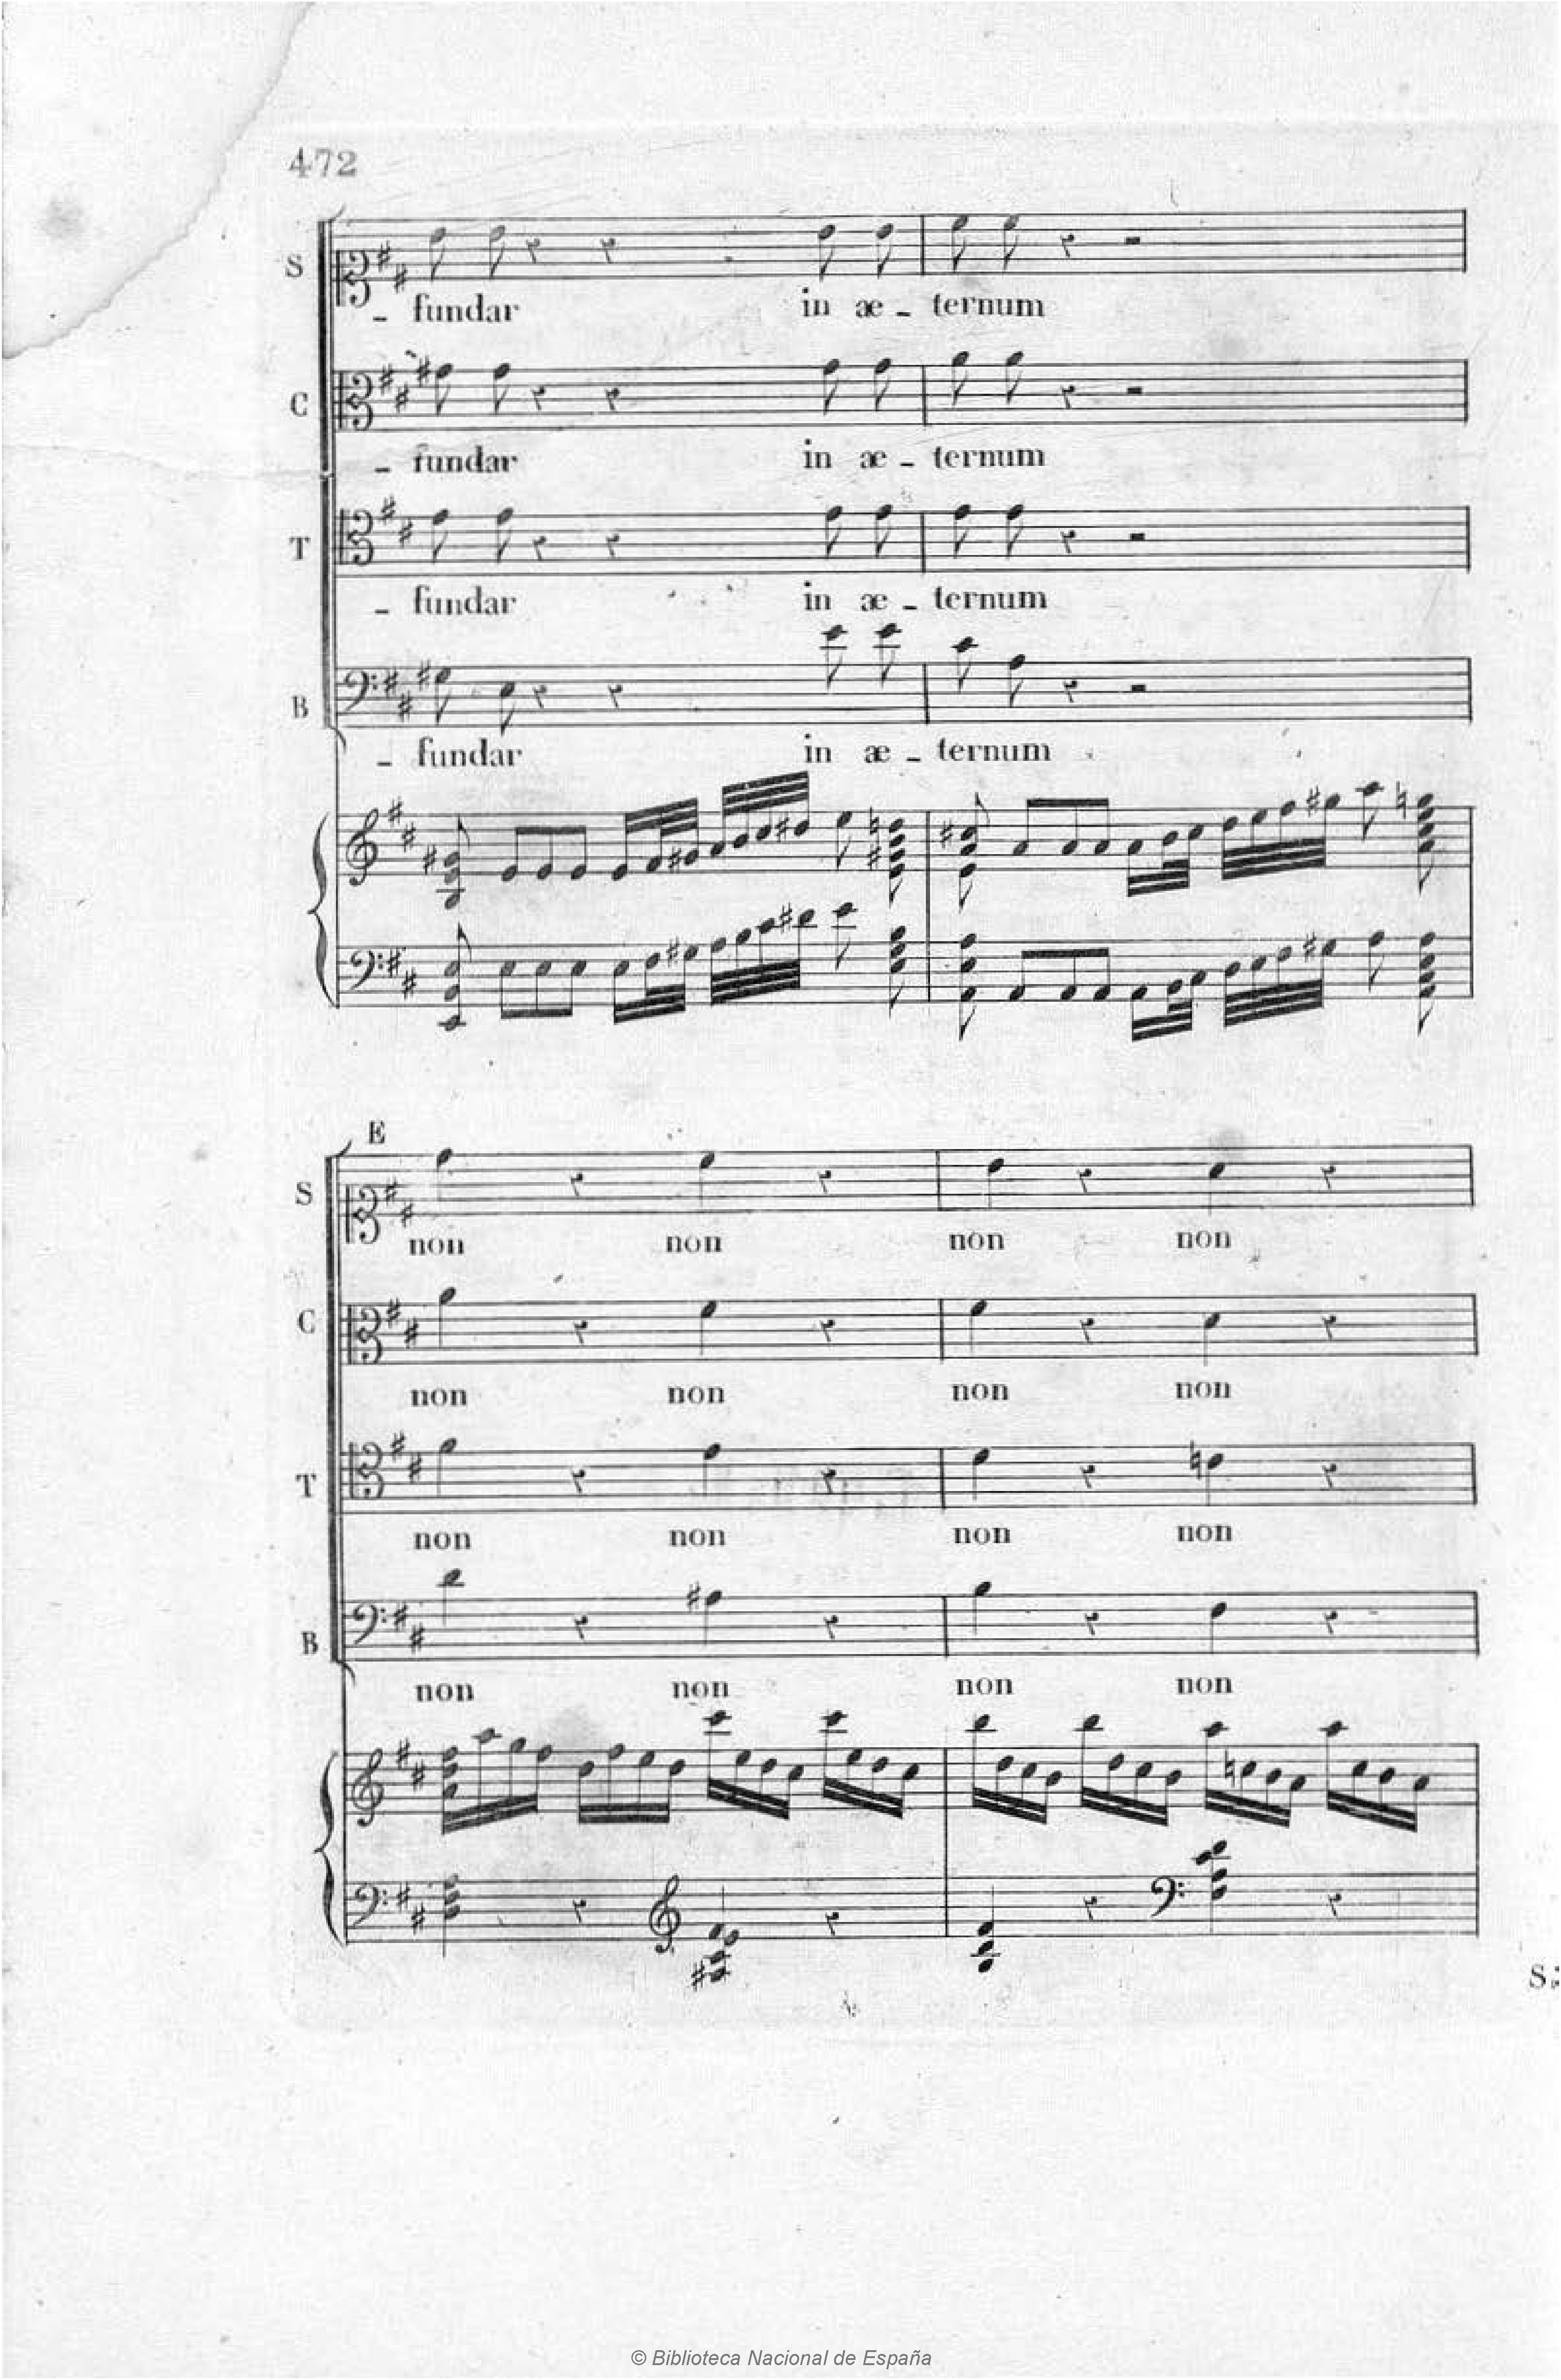 472
S
_ fundar in æ _ ternum
C
_ fundar in æ _ ternum
T
_ fundar in æ _ ternum
B
_ fundar in æ _ ternum
E
S
non non non non
C
non non non non
T
non non non non
B
non non non non
S:
© Biblioteca Nacional de España